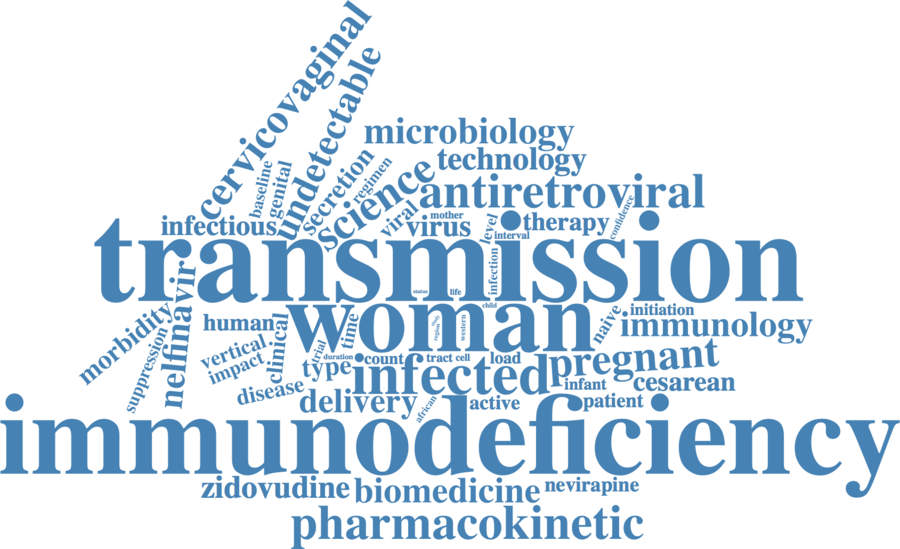 cervicovaginal
undetectable
microbiology
technology
baseline
genital
secretion
regimen
science
antiretroviral
infectious
viral
mother
virus
level
interval
therapy
confidence
transmission
infection
status
life
child
woman
nelfinavir
morbidity
suppression
human
vertical
impact
clinical
trial
time
region
western
naive
initiation
immunology
duration
type
count
tract
cell
load
pregnant
disease
infected
infant
cesarean
delivery
african
active
patient
immunodeficiency
zidovudine
biomedicine
nevirapine
pharmacokinetic